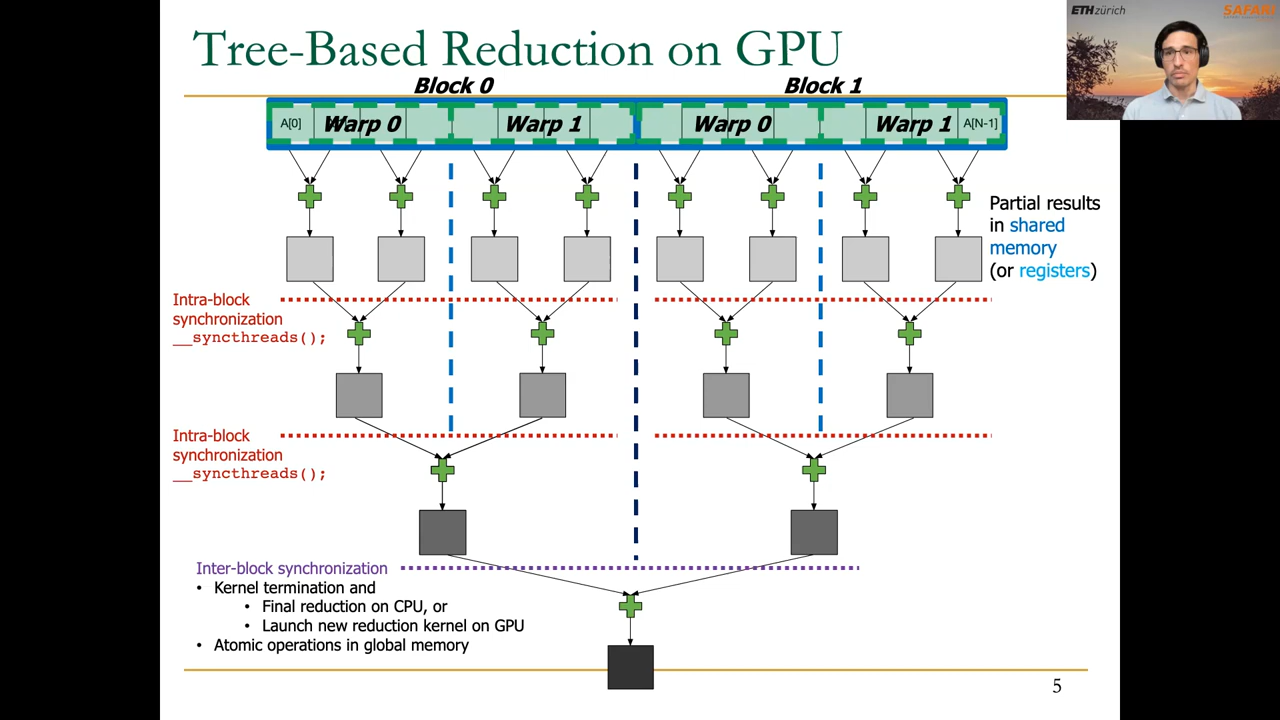 ETHzürich
SAFARI
Tree-Based Reduction on GPU
Block 0
Block 1
A[0]
Warp 0
Warp 1
Warp 0
Warp 1
A[N-1]
Partial results
in shared
memory
(or registers)
Intra-block
synchronization
__syncthreads();
Intra-block
synchronization
__syncthreads();
Inter-block synchronization
• Kernel termination and
• Final reduction on CPU, or
• Launch new reduction kernel on GPU
• Atomic operations in global memory
5